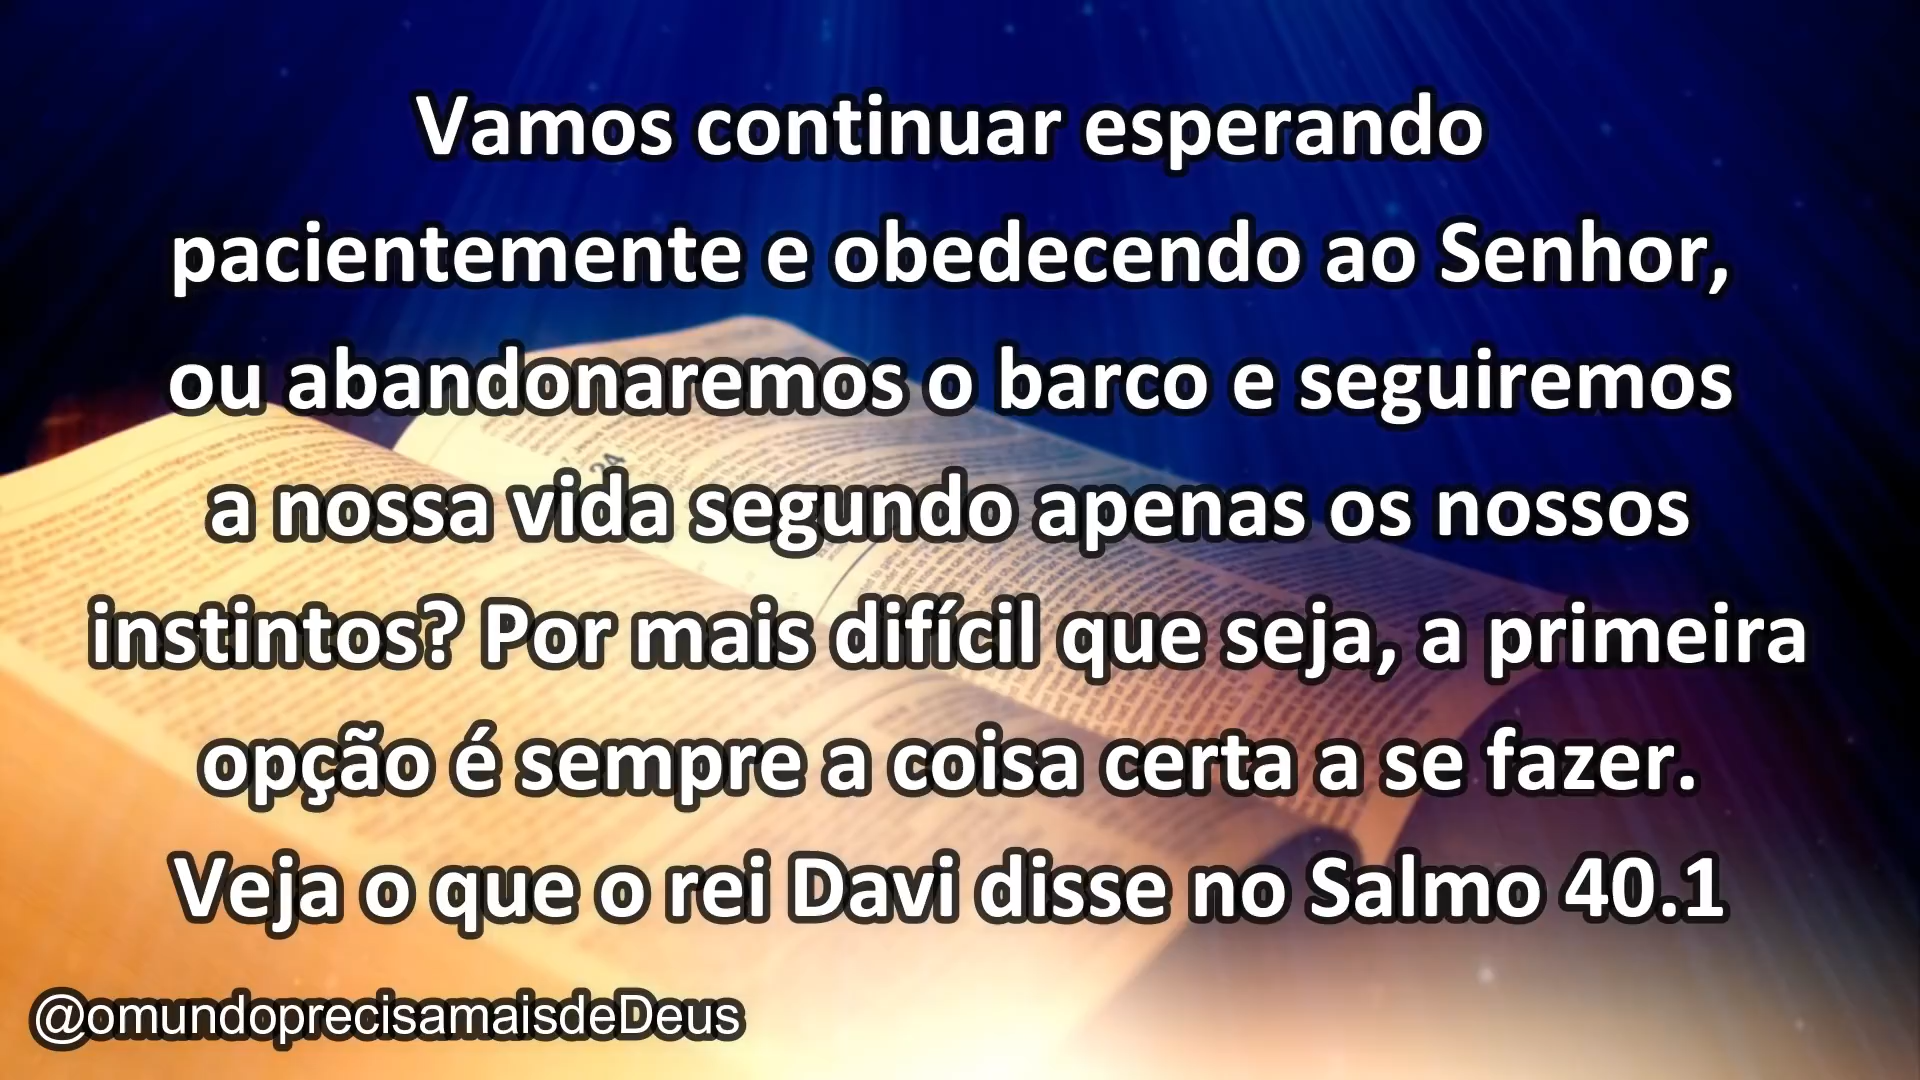 Vamos continuar esperando
pacientemente e obedecendo ao Senhor,
ou abandonaremos o barco e seguiremos
a nossa vida segundo apenas os nossos
instintos? Por mais difícil que seja, a primeira
opção é sempre a coisa certa a se fazer.
Veja o que o rei Davi disse no Salmo 40.1
@omundoprecisamaisdeDeus
24